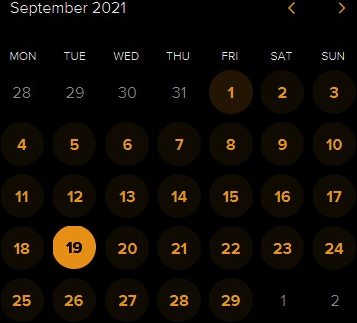 September 2021
MON TUE WED THU FRI SAT SUN
28 29 30 31 1 2 3
4 5 6 7 8 9 10
11 12 13 14 15 16 17
18 19 20 21 22 23 24
25 26 27 28 29 1 2